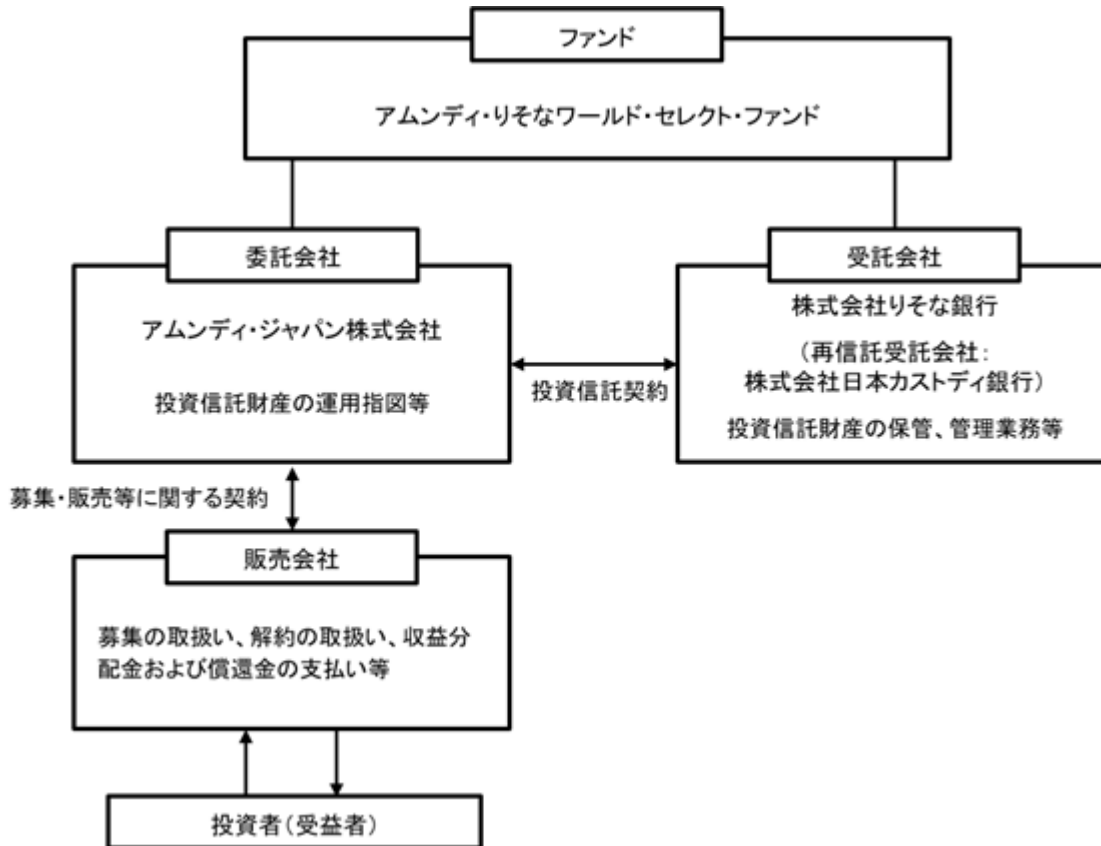 ファンド
アムンディ・りそなワールド・セレクト・ファンド
委託会社
アムンディ・ジャパン株式会社
投資信託財産の運用指図等
投資信託契約
受託会社
株式会社りそな銀行
（再信託受託会社：
株式会社日本カストディ銀行）
投資信託財産の保管、管理業務等
募集・販売等に関する契約
販売会社
募集の取扱い、解約の取扱い、収益分
配金および償還金の支払い等
投資者（受益者）